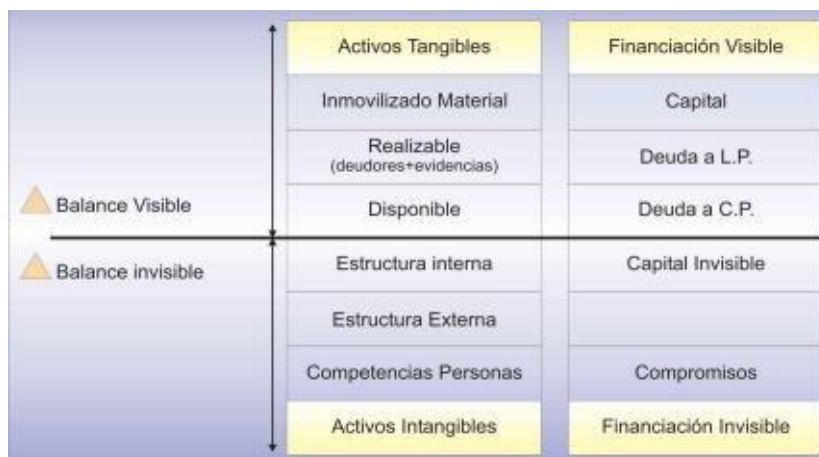 Activos Tangibles
Financiación Visible
Inmovilizado Material
Capital
Realizable
(deudores+evidencias)
Deuda a L.P.
Balance Visible
Disponible
Deuda a C.P.
Balance invisible
Estructura interna
Capital Invisible
Estructura Externa
Competencias Personas
Compromisos
Activos Intangibles
Financiación Invisible